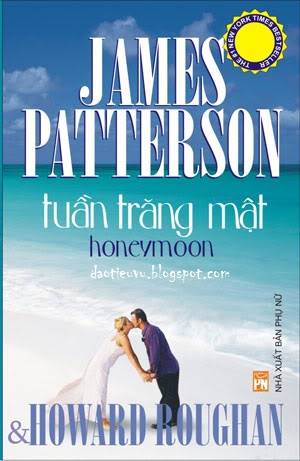 JAMES
PATTERSON
THE #1 NEW YORK TIMES BESTSELLER
tuần trăng mật
honeymoon
daotieuvu.blogspot.com
NHÀ XUẤT BẢN PHỤ NỮ
PN
& HOWARD ROUGHAN